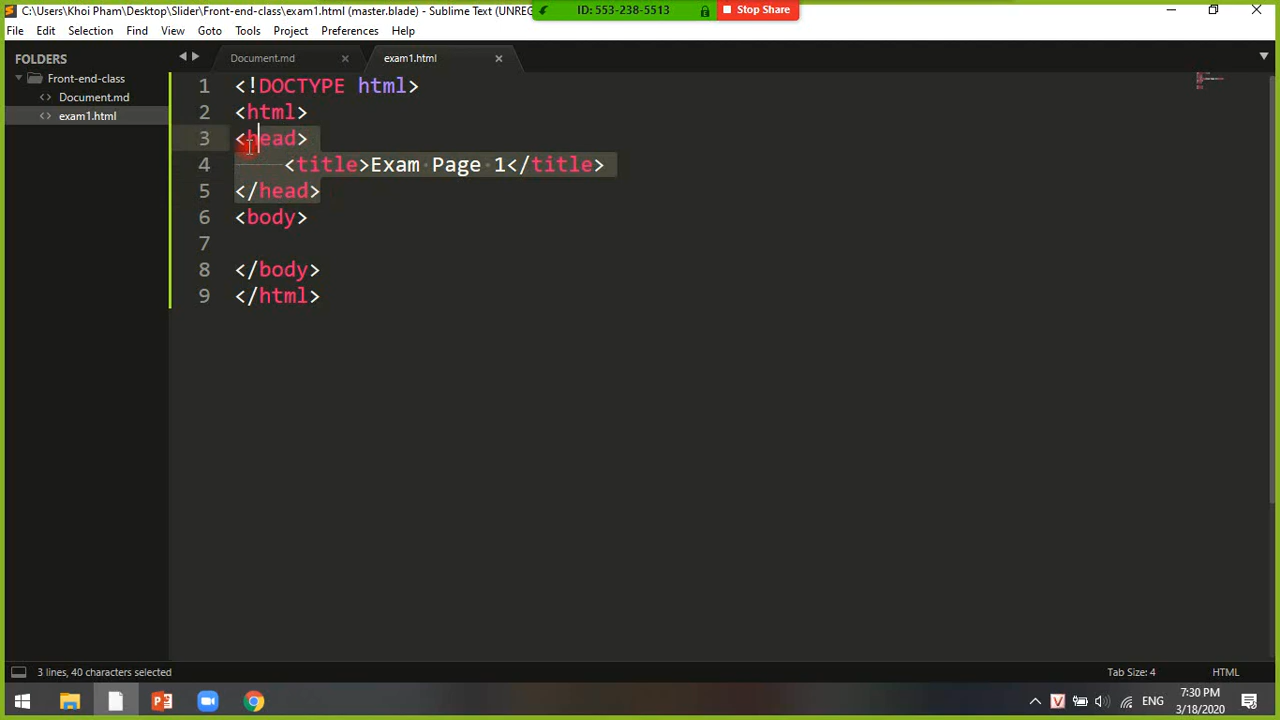 C:\Users\Khoi Pham\Desktop\Slider\Front-end-class\exam1.html (master.blade) - Sublime Text (UNREG
ID: 553-238-5513
Stop Share
File Edit Selection Find View Goto Tools Project Preferences Help
FOLDERS
Front-end-class
Document.md
exam1.html
Document.md
exam1.html
1 <!DOCTYPE html>
2 <html>
3 <head>
4 <title>Exam Page 1</title>
5 </head>
6 <body>
7
8 </body>
9 </html>
3 lines, 40 characters selected
Tab Size: 4
HTML
ENG
7:30 PM
3/18/2020